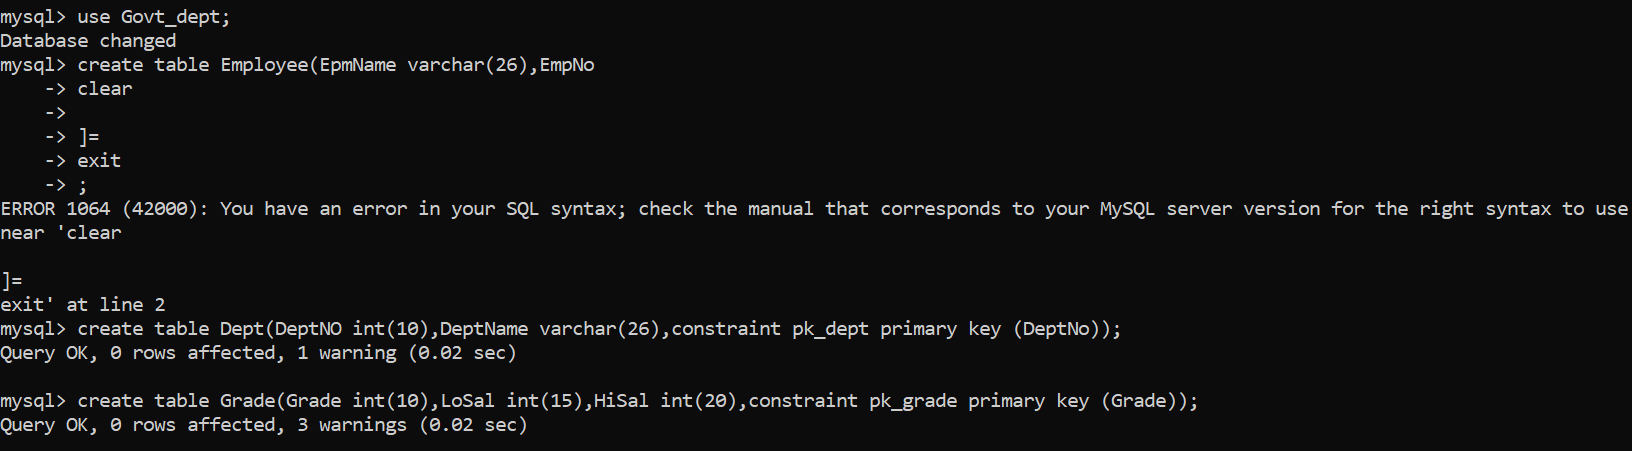 mysql> use Govt_dept;
Database changed
mysql> create table Employee(EpmName varchar(26),EmpNo
    -> clear
    ->
    -> ]=
    -> exit
    -> ;
ERROR 1064 (42000): You have an error in your SQL syntax; check the manual that corresponds to your MySQL server version for the right syntax to use
near 'clear

]=
exit' at line 2
mysql> create table Dept(DeptNO int(10),DeptName varchar(26),constraint pk_dept primary key (DeptNo));
Query OK, 0 rows affected, 1 warning (0.02 sec)

mysql> create table Grade(Grade int(10),LoSal int(15),HiSal int(20),constraint pk_grade primary key (Grade));
Query OK, 0 rows affected, 3 warnings (0.02 sec)